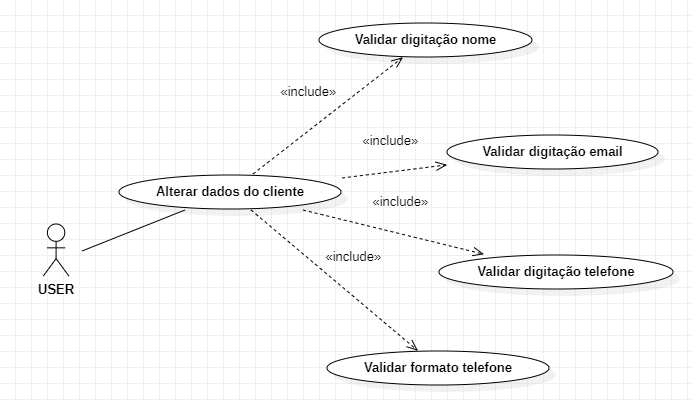 Validar digitação nome
«include»
«include»
Validar digitação email
Alterar dados do cliente
«include»
USER
«include»
Validar digitação telefone
Validar formato telefone